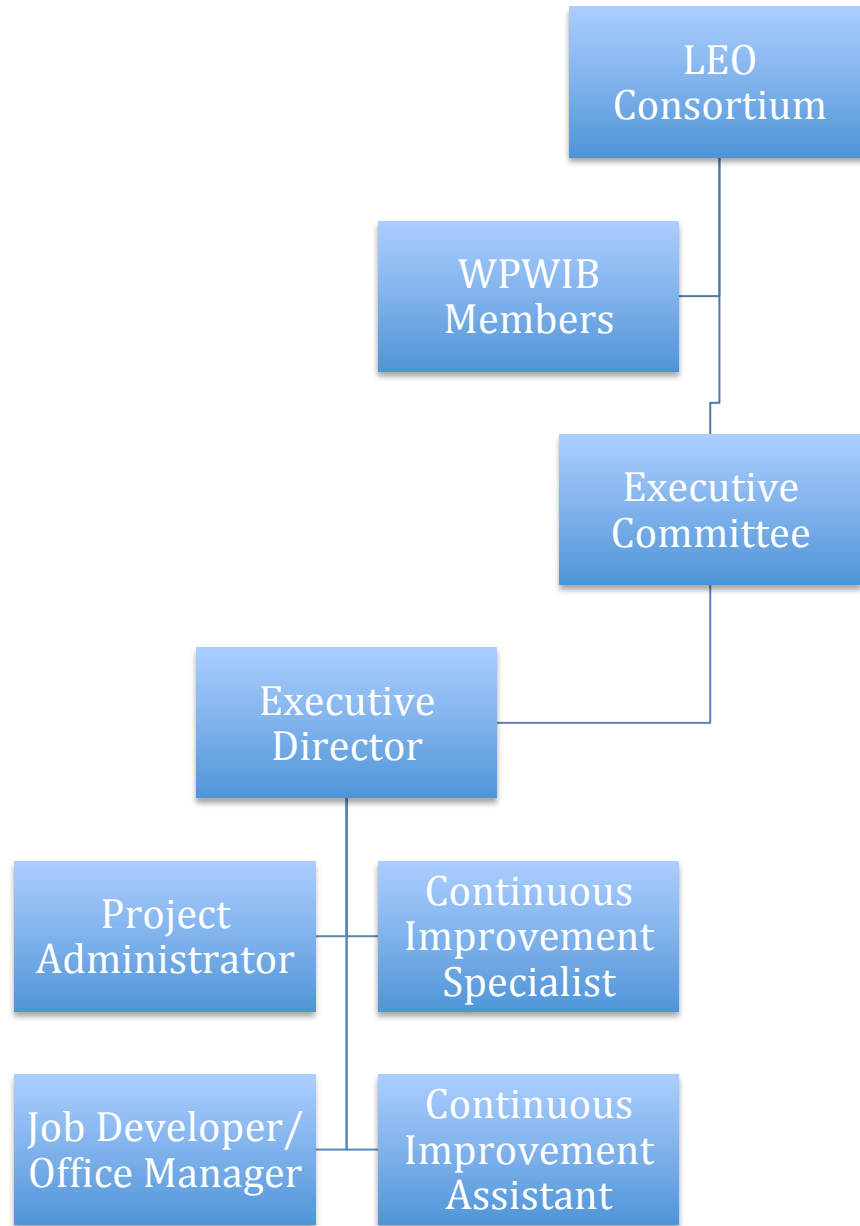 LEO
Consortium
WPWIB
Members
Executive
Committee
Executive
Director
Project
Administrator
Continuous
Improvement
Specialist
Job Developer/
Office Manager
Continuous
Improvement
Assistant